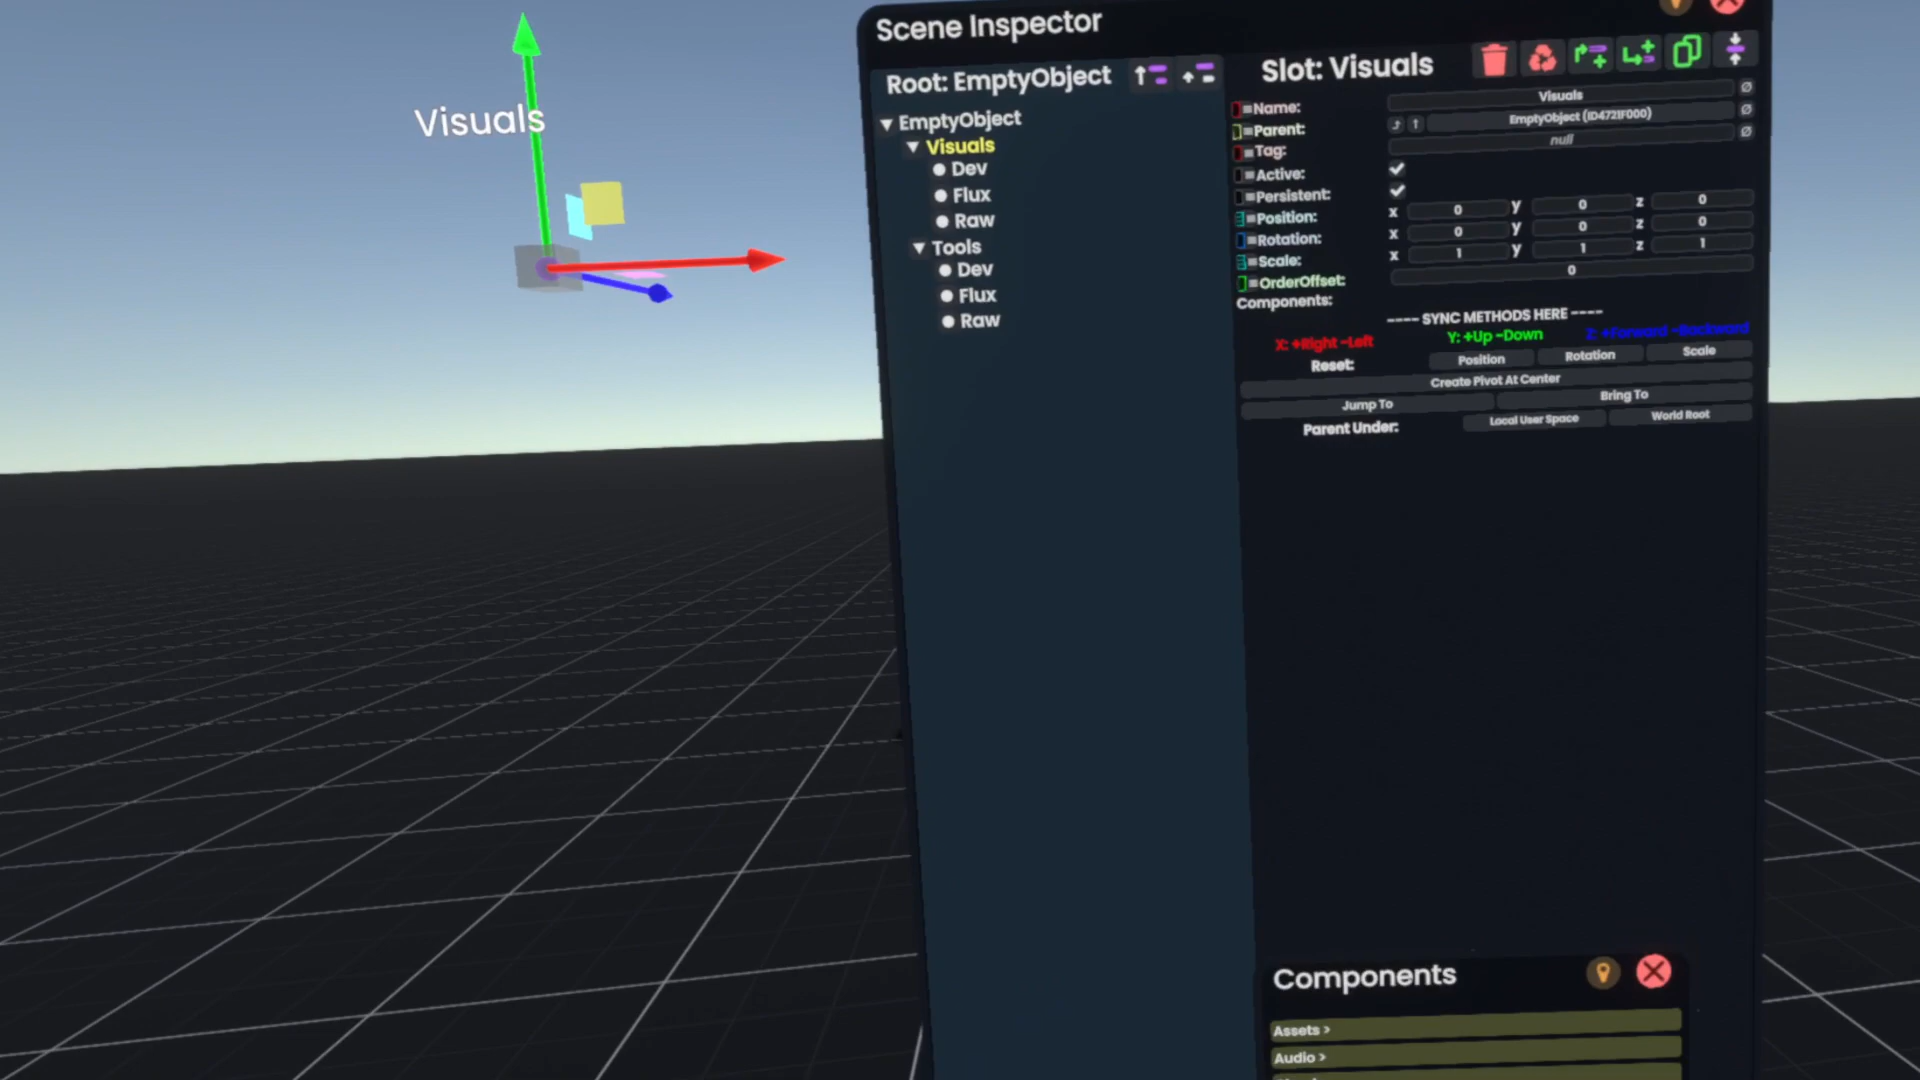 Visuals
Scene Inspector
Root: EmptyObject
EmptyObject
Visuals
Dev
Flux
Raw
Tools
Dev
Flux
Raw
Slot: Visuals
Name: Visuals
Parent: EmptyObject (ID4721F000)
Tag: null
Active:
Persistent:
Position: x 0 y 0 z 0
Rotation: x 0 y 0 z 0
Scale: x 1 y 1 z 1
OrderOffset: 0
Components:
---- SYNC METHODS HERE ----
X: +Right -Left Y: +Up -Down Z: +Forward -Backward
Reset: Position Rotation Scale
Create Pivot At Center
Jump To Bring To
Parent Under: Local User Space World Root
Components
Assets >
Audio >